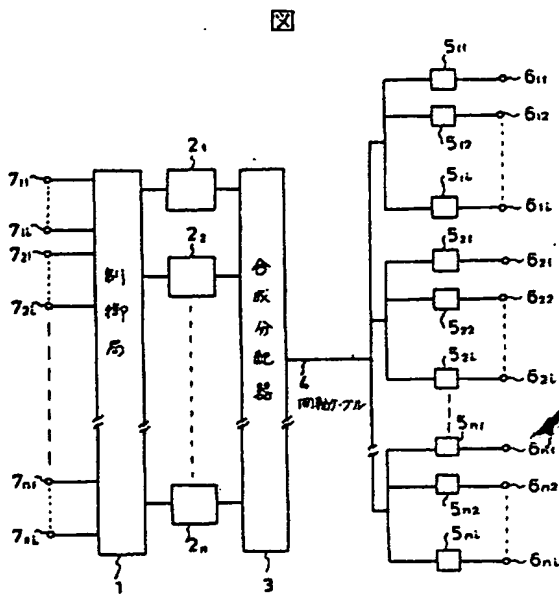 図
5₁₁
6₁₁
5₁₂
6₁₂
5₁ᵢ
6₁ᵢ
5₂₁
6₂₁
5₂₂
6₂₂
5₂ᵢ
6₂ᵢ
5ₙ₁
6ₙ₁
5ₙ₂
6ₙ₂
5ₙᵢ
6ₙᵢ
7₁₁
7₁ᵢ
7₂₁
7₂ᵢ
7ₙ₁
7ₙᵢ
制御局
1
2₁
2₂
2ₙ
合成分配器
3
4
同軸ケーブル